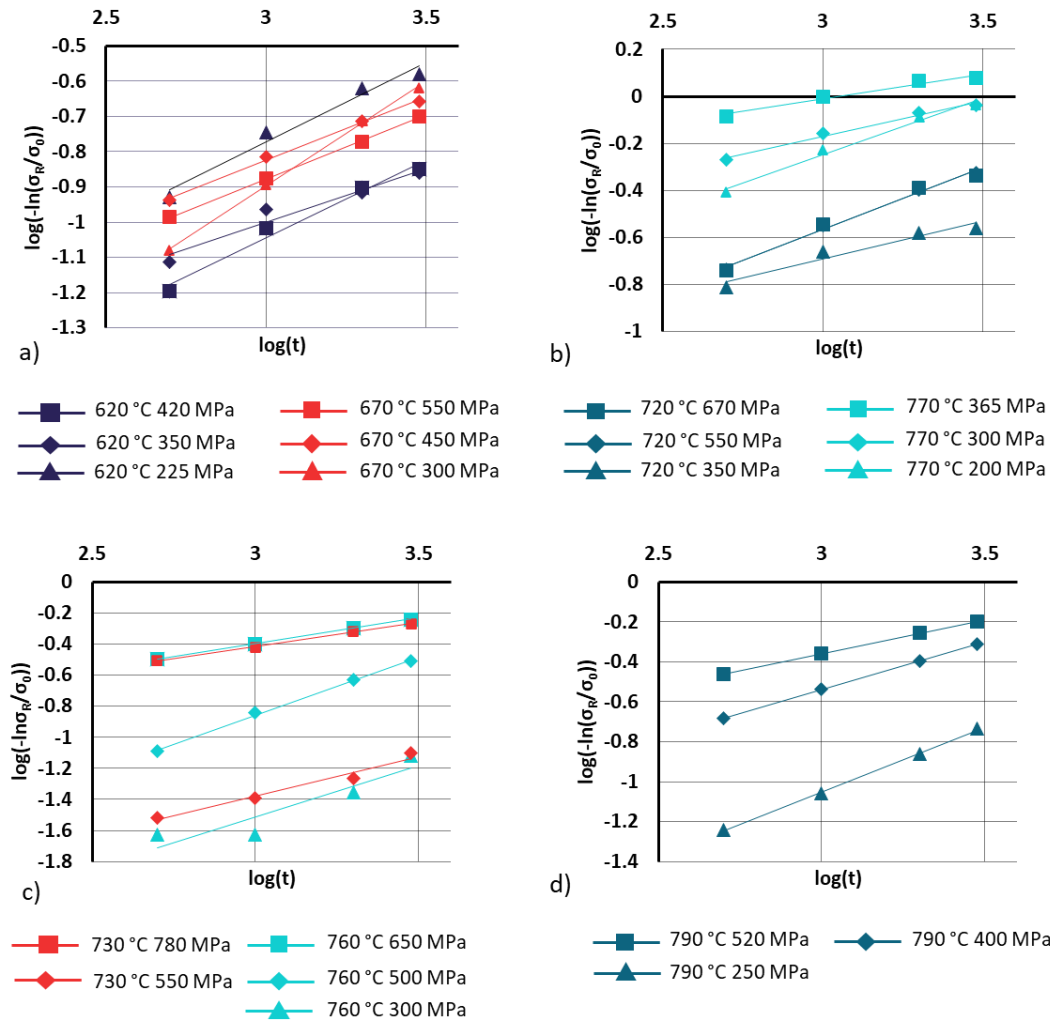 2.5 3 3.5
-0.5
-0.6
-0.7
-0.8
-0.9
-1
-1.1
-1.2
-1.3
log(-ln(σR/σ0))
log(t)
a)
620 °C 420 MPa
670 °C 550 MPa
620 °C 350 MPa
670 °C 450 MPa
620 °C 225 MPa
670 °C 300 MPa
2.5 3 3.5
0.2
0
-0.2
-0.4
-0.6
-0.8
-1
log(-ln(σR/σ0))
log(t)
b)
720 °C 670 MPa
770 °C 365 MPa
720 °C 550 MPa
770 °C 300 MPa
720 °C 350 MPa
770 °C 200 MPa
2.5 3 3.5
0
-0.2
-0.4
-0.6
-0.8
-1
-1.2
-1.4
-1.6
-1.8
log(-lnσR/σ0))
log(t)
c)
730 °C 780 MPa
760 °C 650 MPa
730 °C 550 MPa
760 °C 500 MPa
760 °C 300 MPa
2.5 3 3.5
0
-0.2
-0.4
-0.6
-0.8
-1
-1.2
-1.4
log(-ln(σR/σ0))
log(t)
d)
790 °C 520 MPa
790 °C 400 MPa
790 °C 250 MPa